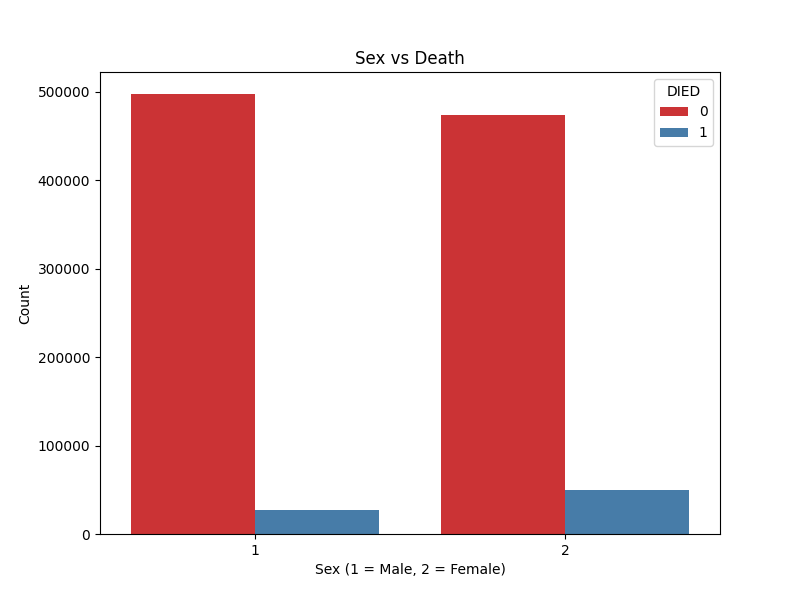 Sex vs Death
DIED
0
1
500000
400000
300000
200000
100000
0
Count
1
2
Sex (1 = Male, 2 = Female)